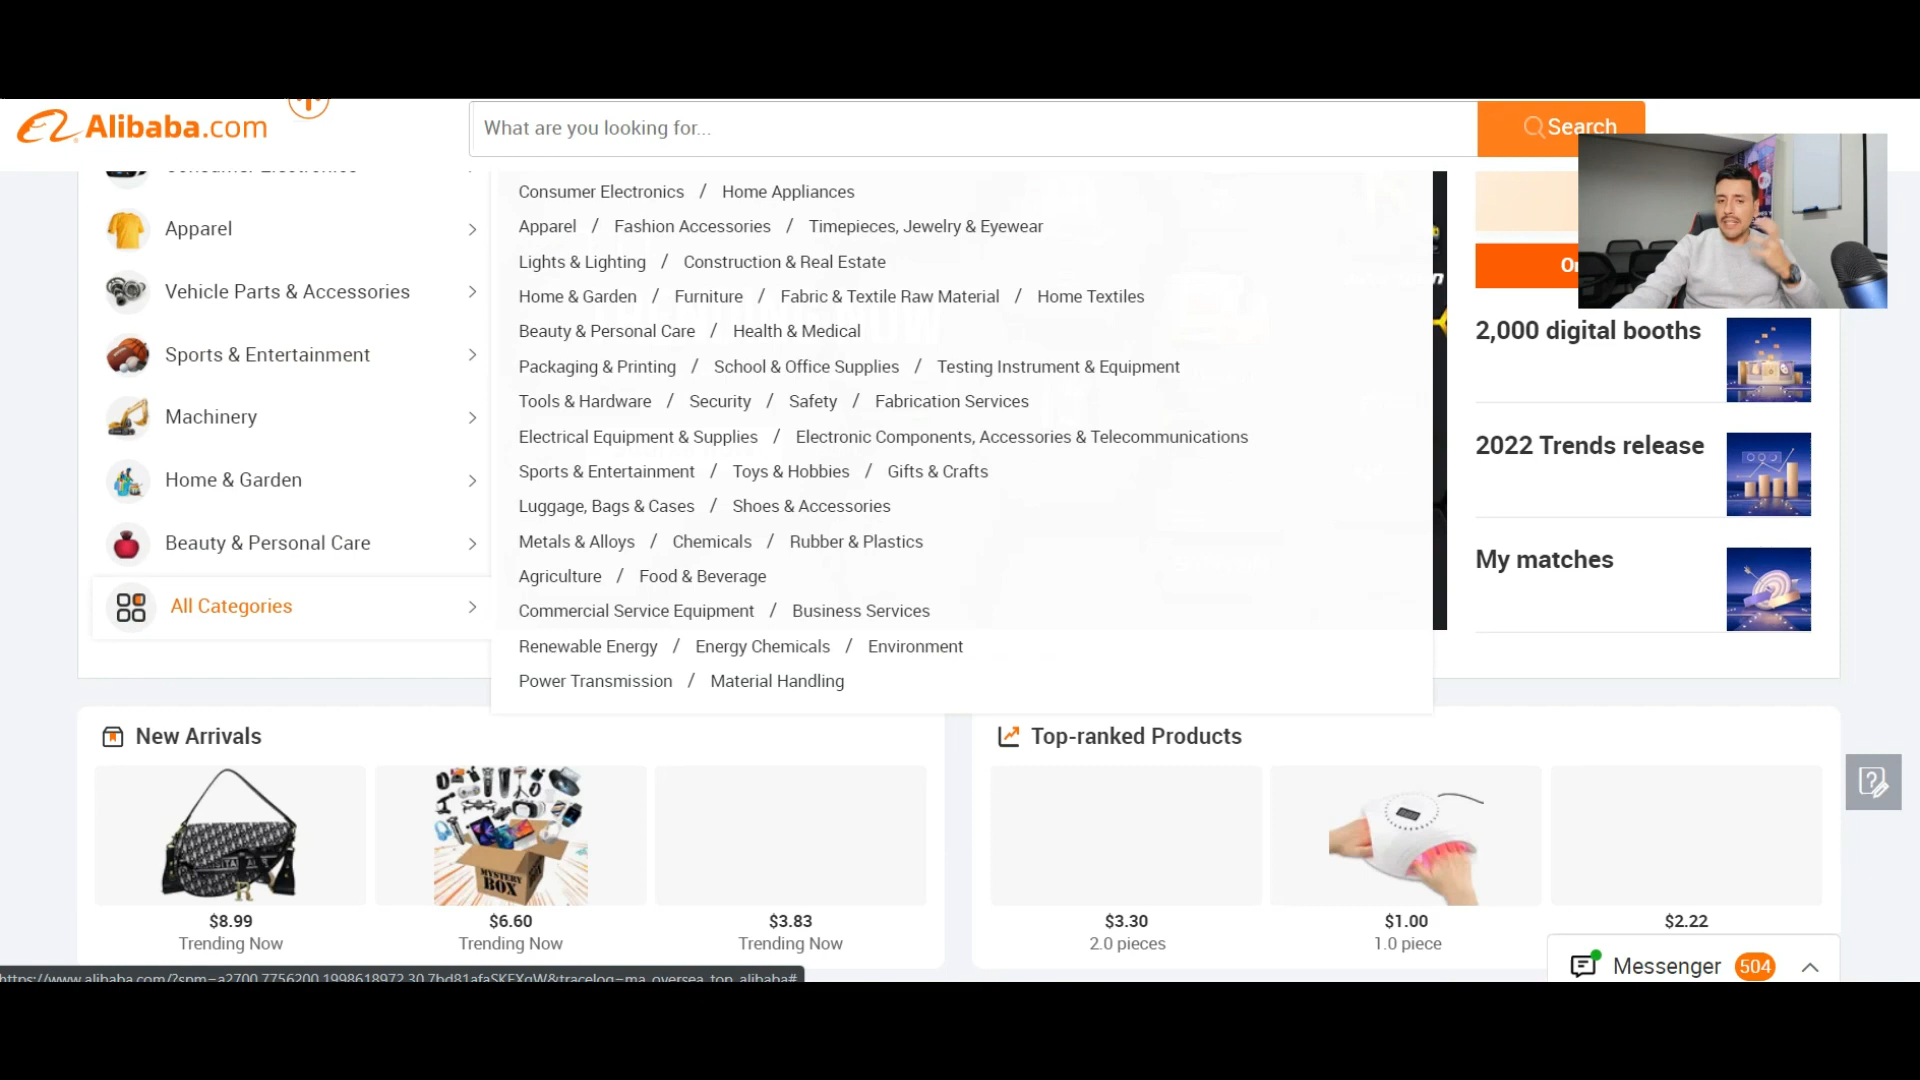 Alibaba.com
What are you looking for...
Search
Consumer Electronics
Apparel
Vehicle Parts & Accessories
Sports & Entertainment
Machinery
Home & Garden
Beauty & Personal Care
All Categories
Consumer Electronics / Home Appliances
Apparel / Fashion Accessories / Timepieces, Jewelry & Eyewear
Lights & Lighting / Construction & Real Estate
Home & Garden / Furniture / Fabric & Textile Raw Material / Home Textiles
Beauty & Personal Care / Health & Medical
Packaging & Printing / School & Office Supplies / Testing Instrument & Equipment
Tools & Hardware / Security / Safety / Fabrication Services
Electrical Equipment & Supplies / Electronic Components, Accessories & Telecommunications
Sports & Entertainment / Toys & Hobbies / Gifts & Crafts
Luggage, Bags & Cases / Shoes & Accessories
Metals & Alloys / Chemicals / Rubber & Plastics
Agriculture / Food & Beverage
Commercial Service Equipment / Business Services
Renewable Energy / Energy Chemicals / Environment
Power Transmission / Material Handling
2,000 digital booths
2022 Trends release
My matches
New Arrivals
MYSTERY
BOX
$8.99
Trending Now
$6.60
Trending Now
$3.83
Trending Now
Top-ranked Products
$3.30
2.0 pieces
$1.00
1.0 piece
$2.22
Messenger 504